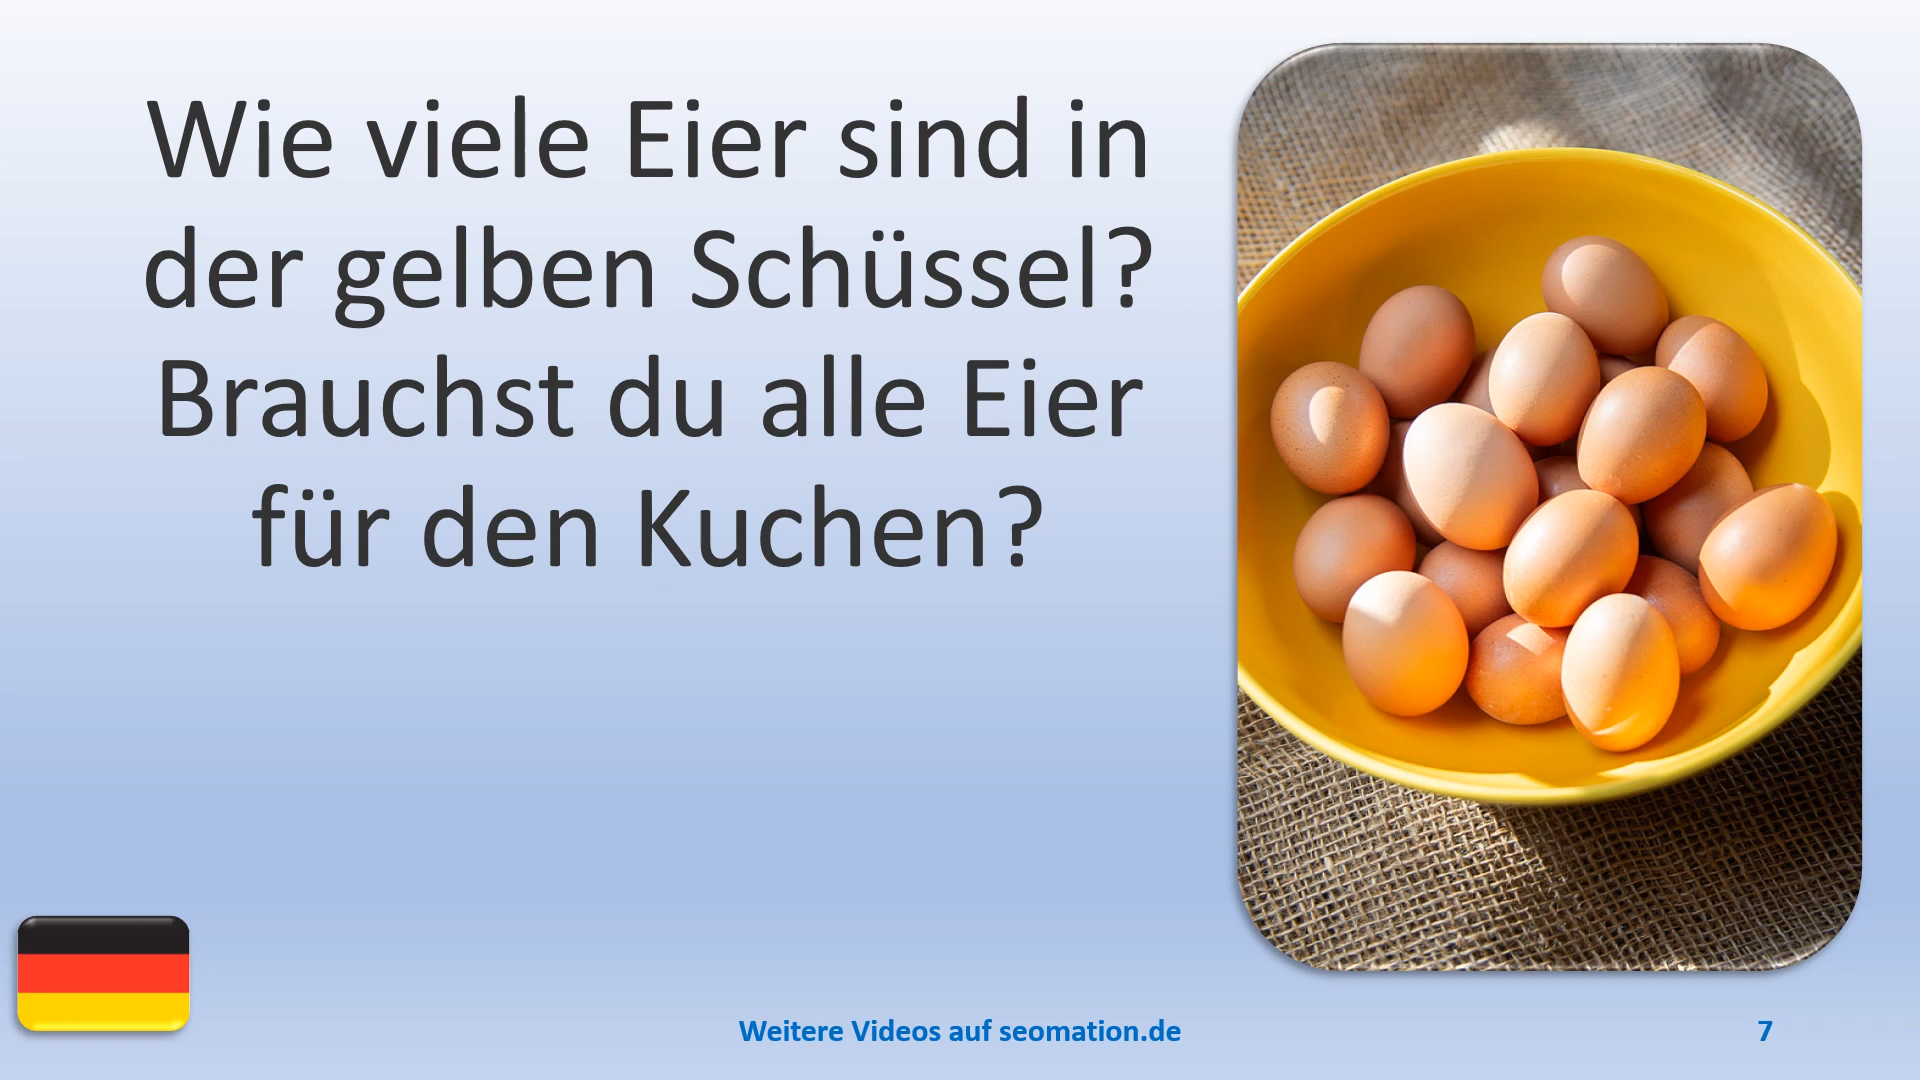 Wie viele Eier sind in
der gelben Schüssel?
Brauchst du alle Eier
für den Kuchen?
Weitere Videos auf seomation.de
7